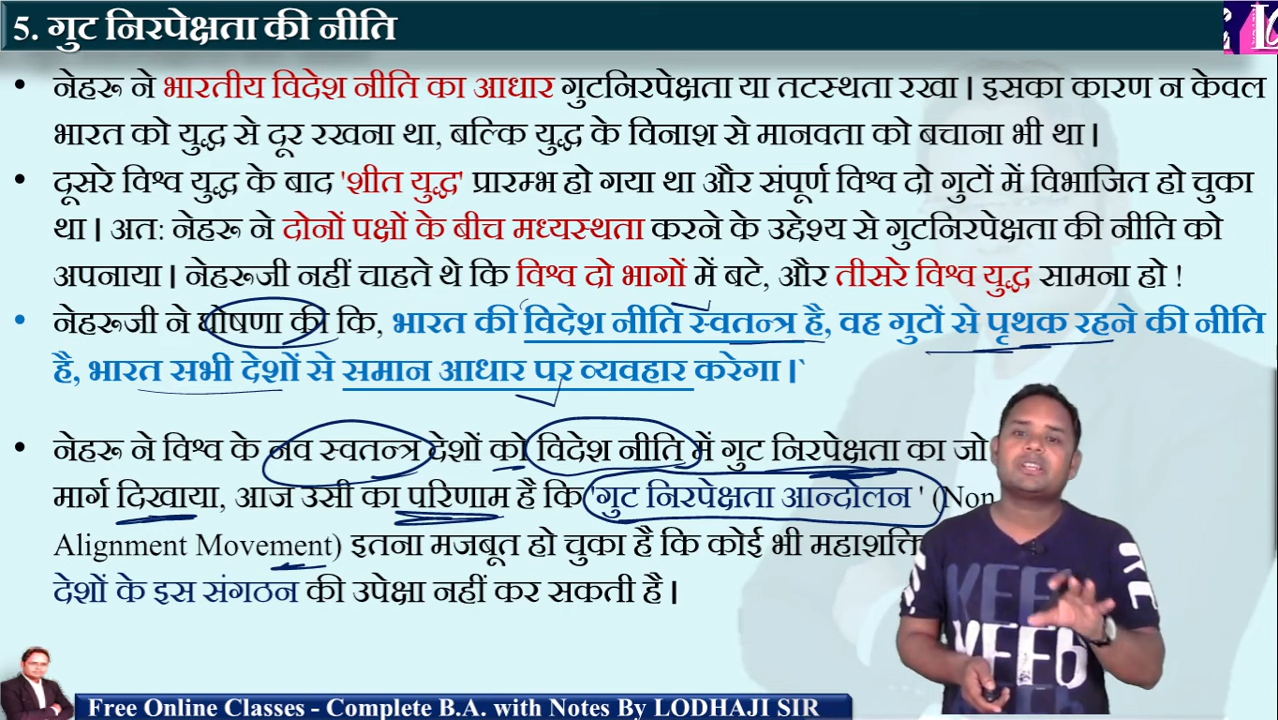 5. गुट निरपेक्षता की नीति
• नेहरू ने भारतीय विदेश नीति का आधार गुटनिरपेक्षता या तटस्थता रखा । इसका कारण न केवल
भारत को युद्ध से दूर रखना था, बल्कि युद्ध के विनाश से मानवता को बचाना भी था ।
• दूसरे विश्व युद्ध के बाद 'शीत युद्ध' प्रारम्भ हो गया था और संपूर्ण विश्व दो गुटों में विभाजित हो चुका
था । अत: नेहरू ने दोनों पक्षों के बीच मध्यस्थता करने के उद्देश्य से गुटनिरपेक्षता की नीति को
अपनाया । नेहरूजी नहीं चाहते थे कि विश्व दो भागों में बटे, और तीसरे विश्व युद्ध सामना हो !
• नेहरूजी ने घोषणा की कि, भारत की विदेश नीति स्वतन्त्र है, वह गुटों से पृथक रहने की नीति
है, भारत सभी देशों से समान आधार पर व्यवहार करेगा ।`
• नेहरू ने विश्व के नव स्वतन्त्र देशों को विदेश नीति में गुट निरपेक्षता का जो
मार्ग दिखाया, आज उसी का परिणाम है कि 'गुट निरपेक्षता आन्दोलन ' (Non
Alignment Movement) इतना मजबूत हो चुका है कि कोई भी महाशक्ति
देशों के इस संगठन की उपेक्षा नहीं कर सकती है ।
Free Online Classes - Complete B.A. with Notes By LODHAJI SIR